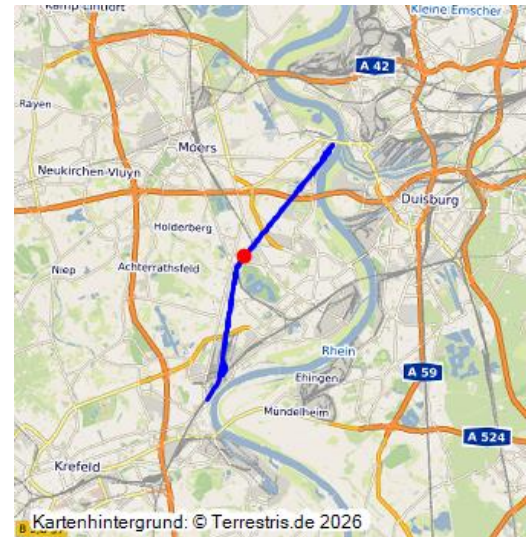 Kamp Lintfort
Kleine Emscher
A 42
Rayen
Moers
Neukirchen-Vluyn
Duisburg
Holderberg
Niep
Achterrathsfeld
Rhein
Ehingen
A 59
Mündelheim
A 524
Krefeld
Kartenhintergrund: © Terrestris.de 2026